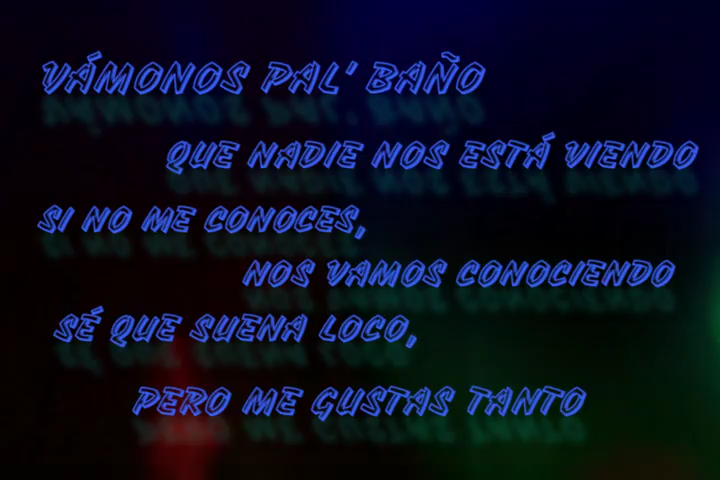 VÁMONOS PAL' BAÑO
QUE NADIE NOS ESTÁ VIENDO
SI NO ME CONOCES,
NOS VAMOS CONOCIENDO
SÉ QUE SUENA LOCO,
PERO ME GUSTAS TANTO